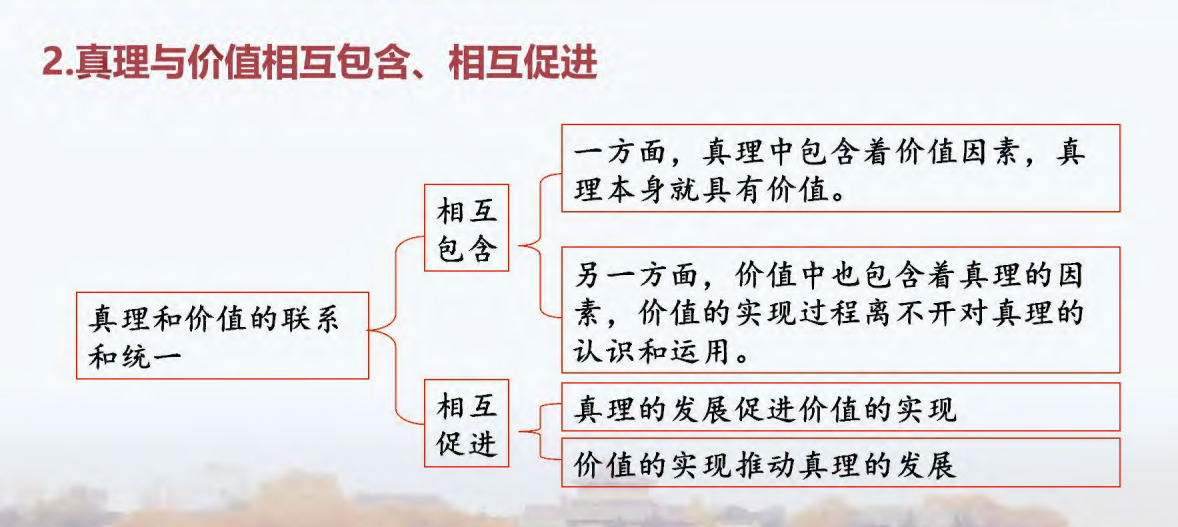 2.真理与价值相互包含、相互促进
一方面，真理中包含着价值因素，真
理本身就具有价值。
相互
包含
另一方面，价值中也包含着真理的因
素，价值的实现过程离不开对真理的
认识和运用。
真理和价值的联系
和统一
相互
促进
真理的发展促进价值的实现
价值的实现推动真理的发展